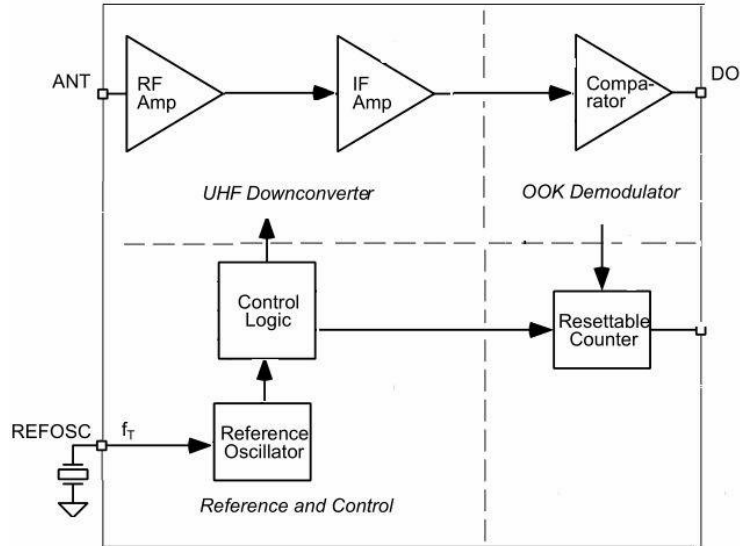 ANT
RF
Amp
IF
Amp
Compa-
rator
DO
UHF Downconverter
OOK Demodulator
Control
Logic
Resettable
Counter
REFOSC
fT
Reference
Oscillator
Reference and Control